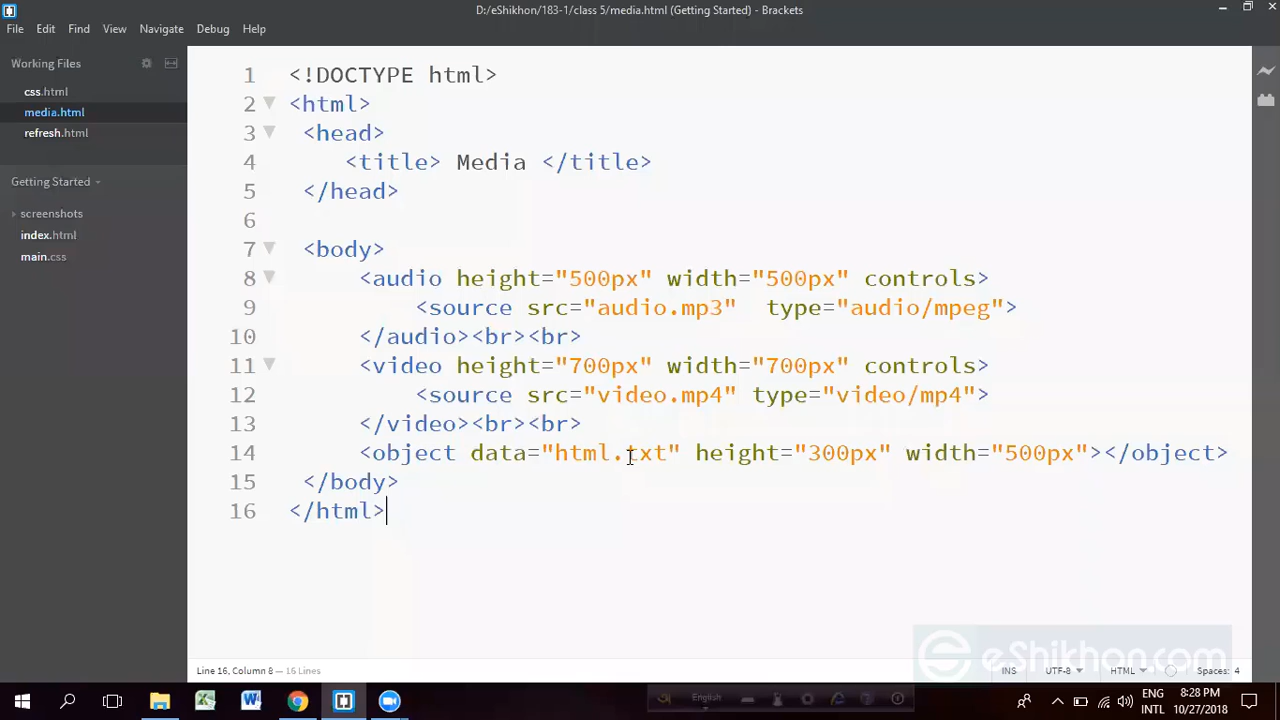 D:/eShikhon/183-1/class 5/media.html (Getting Started) - Brackets
File Edit Find View Navigate Debug Help
Working Files
css.html
media.html
refresh.html
Getting Started
screenshots
index.html
main.css
1 <!DOCTYPE html>
2 <html>
3 <head>
4 <title> Media </title>
5 </head>
6
7 <body>
8 <audio height="500px" width="500px" controls>
9 <source src="audio.mp3" type="audio/mpeg">
10 </audio><br><br>
11 <video height="700px" width="700px" controls>
12 <source src="video.mp4" type="video/mp4">
13 </video><br><br>
14 <object data="html.txt" height="300px" width="500px"></object>
15 </body>
16 </html>
eShikhon.com
Line 16, Column 8 — 16 Lines
INS UTF-8 HTML Spaces: 4
English
ENG 8:28 PM
INTL 10/27/2018